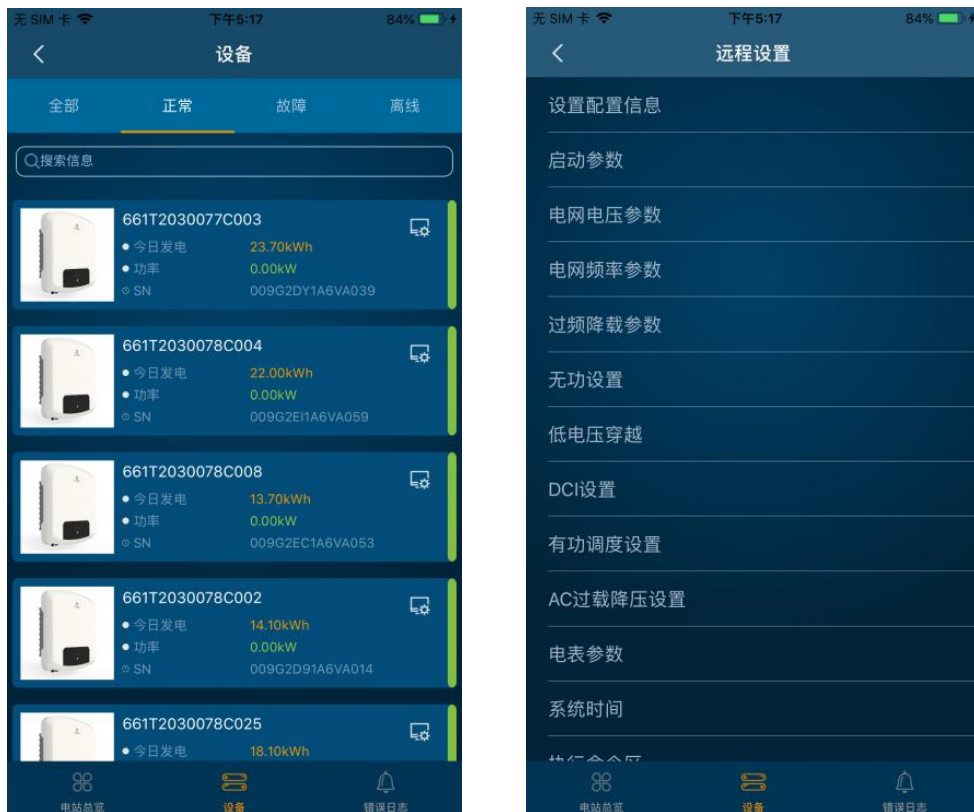 无 SIM 卡 下午5:17 84%
设备
全部 正常 故障 离线
搜索信息
661T2030077C003
今日发电 23.70kWh
功率 0.00kW
SN 009G2DY1A6VA039
661T2030078C004
今日发电 22.00kWh
功率 0.00kW
SN 009G2EI1A6VA059
661T2030078C008
今日发电 13.70kWh
功率 0.00kW
SN 009G2EC1A6VA053
661T2030078C002
今日发电 14.10kWh
功率 0.00kW
SN 009G2D91A6VA014
661T2030078C025
今日发电 18.10kWh
电站总览 设备 错误日志
无 SIM 卡 下午5:17 84%
远程设置
设置配置信息
启动参数
电网电压参数
电网频率参数
过频降载参数
无功设置
低电压穿越
DCI设置
有功调度设置
AC过载降压设置
电表参数
系统时间
电站总览 设备 错误日志